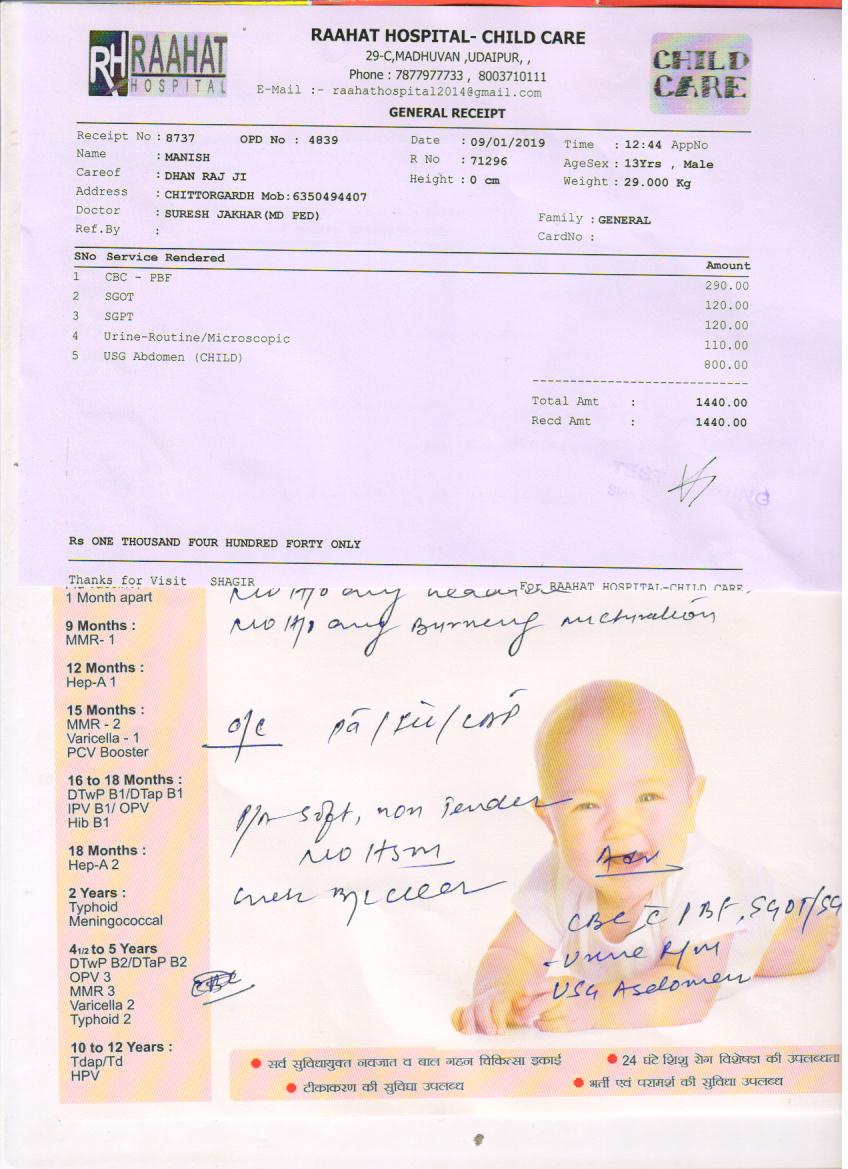 RH RAAHAT
HOSPITAL
RAAHAT HOSPITAL- CHILD CARE
29-C,MADHUVAN ,UDAIPUR, ,
Phone : 7877977733 , 8003710111
E-Mail :- raahathospital2014@gmail.com
CHILD
CARE
GENERAL RECEIPT
Receipt No : 8737 OPD No : 4839 Date : 09/01/2019 Time : 12:44 AppNo
Name : MANISH R No : 71296 AgeSex : 13Yrs , Male
Careof : DHAN RAJ JI Height : 0 cm Weight : 29.000 Kg
Address : CHITTORGARDH Mob:6350494407
Doctor : SURESH JAKHAR(MD PED) Family : GENERAL
Ref.By : CardNo :
SNo Service Rendered Amount
1 CBC - PBF 290.00
2 SGOT 120.00
3 SGPT 120.00
4 Urine-Routine/Microscopic 110.00
5 USG Abdomen (CHILD) 800.00
Total Amt : 1440.00
Recd Amt : 1440.00
Rs ONE THOUSAND FOUR HUNDRED FORTY ONLY
Thanks for Visit SHAGIR For RAAHAT HOSPITAL-CHILD CARE.
1 Month apart
9 Months :
MMR- 1
12 Months :
Hep-A 1
15 Months :
MMR - 2
Varicella - 1
PCV Booster
16 to 18 Months :
DTwP B1/DTap B1
IPV B1/ OPV
Hib B1
18 Months :
Hep-A 2
2 Years :
Typhoid
Meningococcal
41/2 to 5 Years
DTwP B2/DTaP B2
OPV 3
MMR 3
Varicella 2
Typhoid 2
10 to 12 Years :
Tdap/Td
HPV
NO H/o any
NO H/o any Burning micturation
o/e
P/A Soft, non Tender
NO HSM
Chest B/L clear
Adv
CBC c̄ PBF, SGOT/SG
- Urine R/M
USG Abdomen
सर्व सुविधायुक्त नवजात व बाल गहन चिकित्सा इकाई
24 घंटे शिशु रोग विशेषज्ञ की उपलब्धता
टीकाकरण की सुविधा उपलब्ध
भर्ती एवं परामर्श की सुविधा उपलब्ध